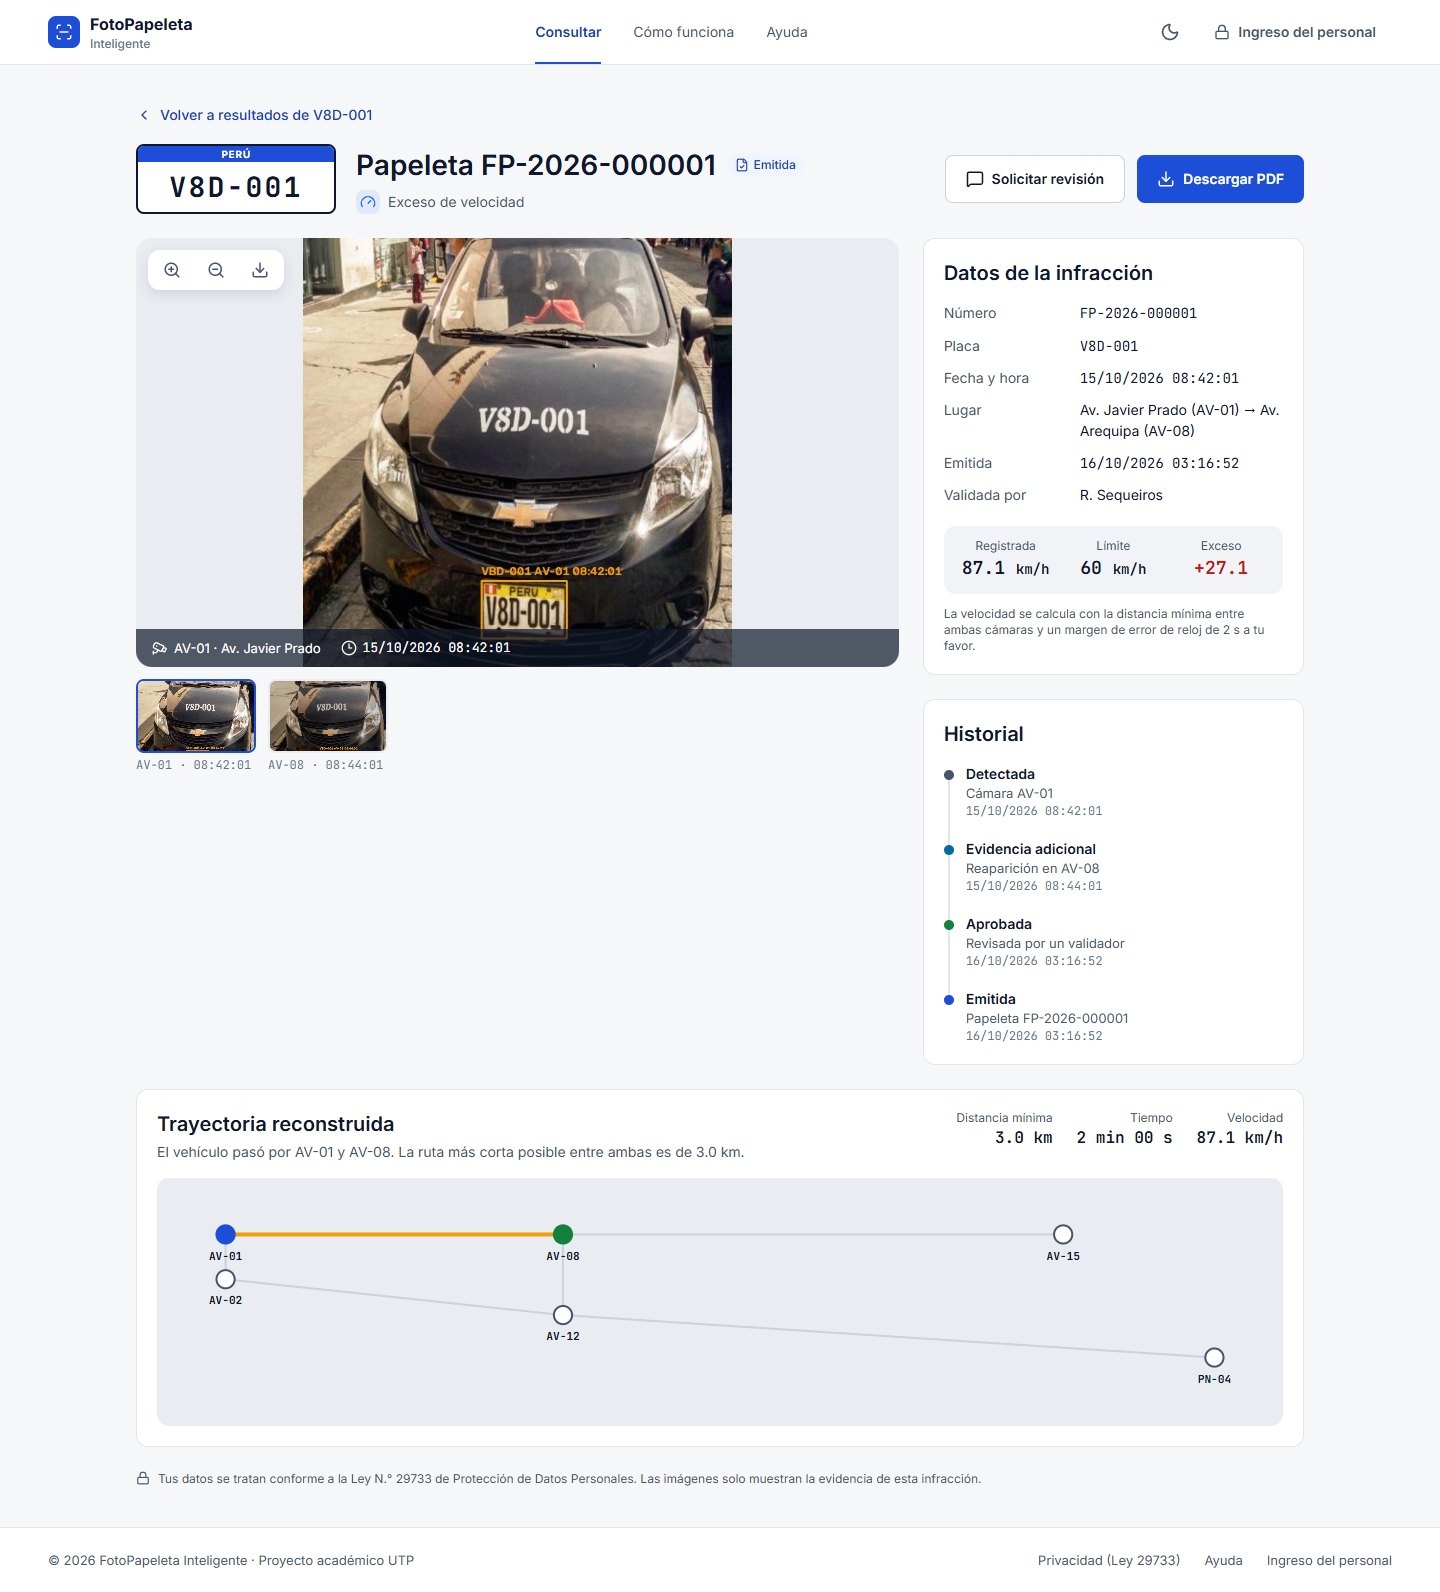 FotoPapeleta
Inteligente
Consultar
Cómo funciona
Ayuda
Ingreso del personal
Volver a resultados de V8D-001
PERÚ
V8D-001
Papeleta FP-2026-000001
Emitida
Exceso de velocidad
Solicitar revisión
Descargar PDF
V8D-001
VBD-001 AV-01 08:42:01
PERU
V8D-001
AV-01 · Av. Javier Prado
15/10/2026 08:42:01
V8D-001
V8D-001
AV-01 · 08:42:01
AV-08 · 08:44:01
Datos de la infracción
Número FP-2026-000001
Placa V8D-001
Fecha y hora 15/10/2026 08:42:01
Lugar Av. Javier Prado (AV-01) → Av.
Arequipa (AV-08)
Emitida 16/10/2026 03:16:52
Validada por R. Sequeiros
Registrada Límite Exceso
87.1 km/h 60 km/h +27.1
La velocidad se calcula con la distancia mínima entre
ambas cámaras y un margen de error de reloj de 2 s a tu
favor.
Historial
Detectada
Cámara AV-01
15/10/2026 08:42:01
Evidencia adicional
Reaparición en AV-08
15/10/2026 08:44:01
Aprobada
Revisada por un validador
16/10/2026 03:16:52
Emitida
Papeleta FP-2026-000001
16/10/2026 03:16:52
Trayectoria reconstruida
El vehículo pasó por AV-01 y AV-08. La ruta más corta posible entre ambas es de 3.0 km.
Distancia mínima Tiempo Velocidad
3.0 km 2 min 00 s 87.1 km/h
AV-01
AV-08
AV-15
AV-02
AV-12
PN-04
Tus datos se tratan conforme a la Ley N.° 29733 de Protección de Datos Personales. Las imágenes solo muestran la evidencia de esta infracción.
© 2026 FotoPapeleta Inteligente · Proyecto académico UTP
Privacidad (Ley 29733)
Ayuda
Ingreso del personal